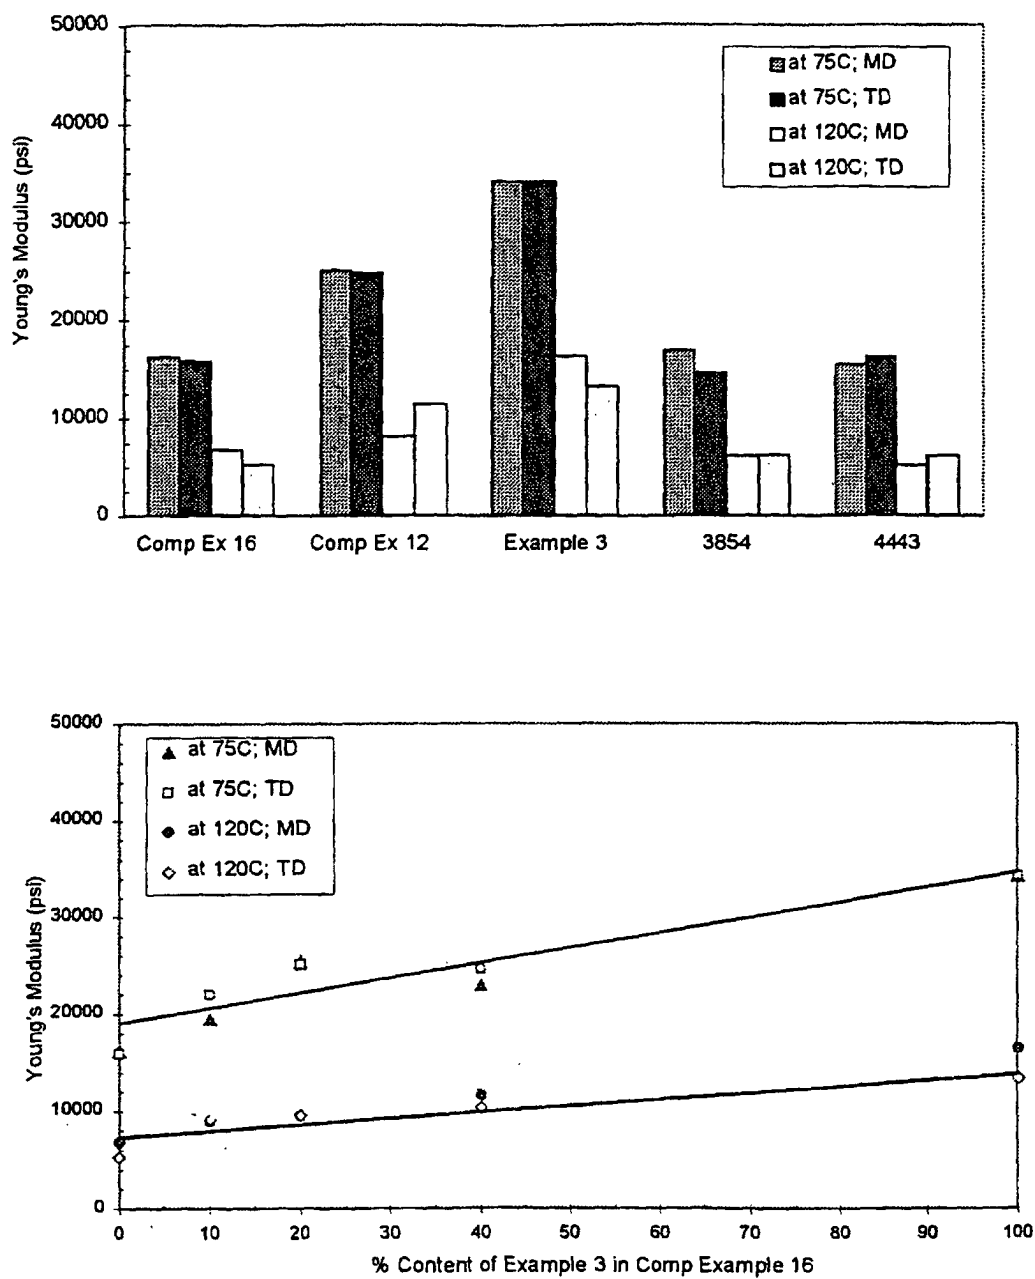 50000
40000
30000
20000
10000
0
Young's Modulus (psi)
at 75C; MD
at 75C; TD
at 120C; MD
at 120C; TD
Comp Ex 16 Comp Ex 12 Example 3 3854 4443
50000
40000
30000
20000
10000
0
Young's Modulus (psi)
at 75C; MD
at 75C; TD
at 120C; MD
at 120C; TD
0 10 20 30 40 50 60 70 80 90 100
% Content of Example 3 in Comp Example 16